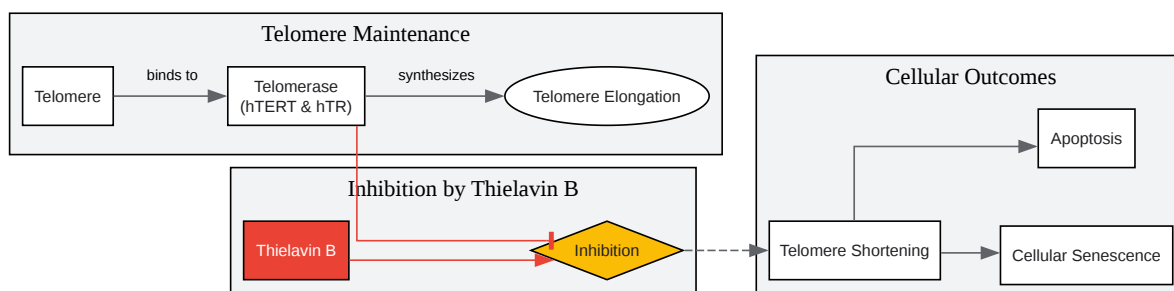 Telomere Maintenance
Telomere
binds to
Telomerase
(hTERT & hTR)
synthesizes
Telomere Elongation
Inhibition by Thielavin B
Thielavin B
Inhibition
Cellular Outcomes
Apoptosis
Telomere Shortening
Cellular Senescence